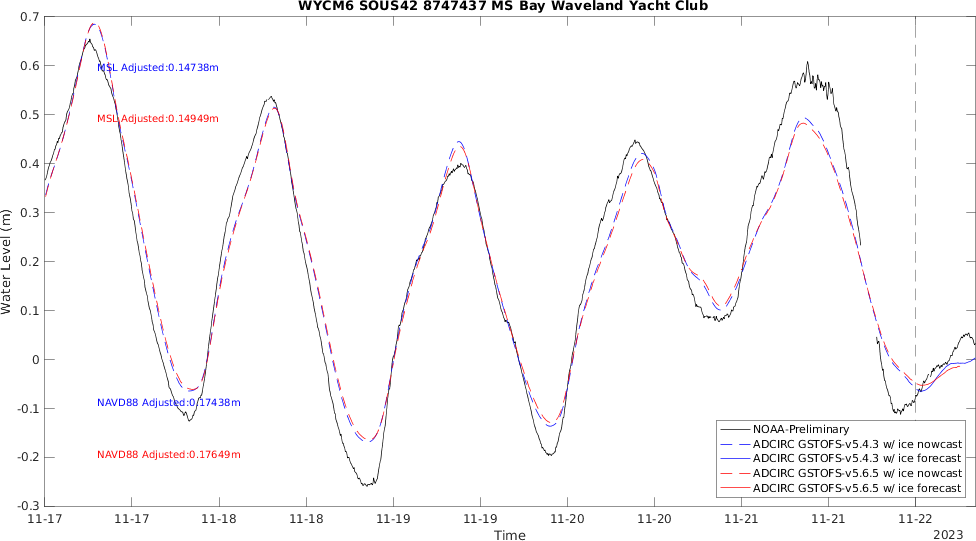 WYCM6 SOUS42 8747437 MS Bay Waveland Yacht Club
0.7
0.6
0.5
0.4
0.3
0.2
0.1
0
-0.1
-0.2
-0.3
Water Level (m)
MSL Adjusted:0.14738m
MSL Adjusted:0.14949m
NAVD88 Adjusted:0.17438m
NAVD88 Adjusted:0.17649m
NOAA-Preliminary
ADCIRC GSTOFS-v5.4.3 w/ ice nowcast
ADCIRC GSTOFS-v5.4.3 w/ ice forecast
ADCIRC GSTOFS-v5.6.5 w/ ice nowcast
ADCIRC GSTOFS-v5.6.5 w/ ice forecast
11-17 11-17 11-18 11-18 11-19 11-19 11-20 11-20 11-21 11-21 11-22
Time
2023